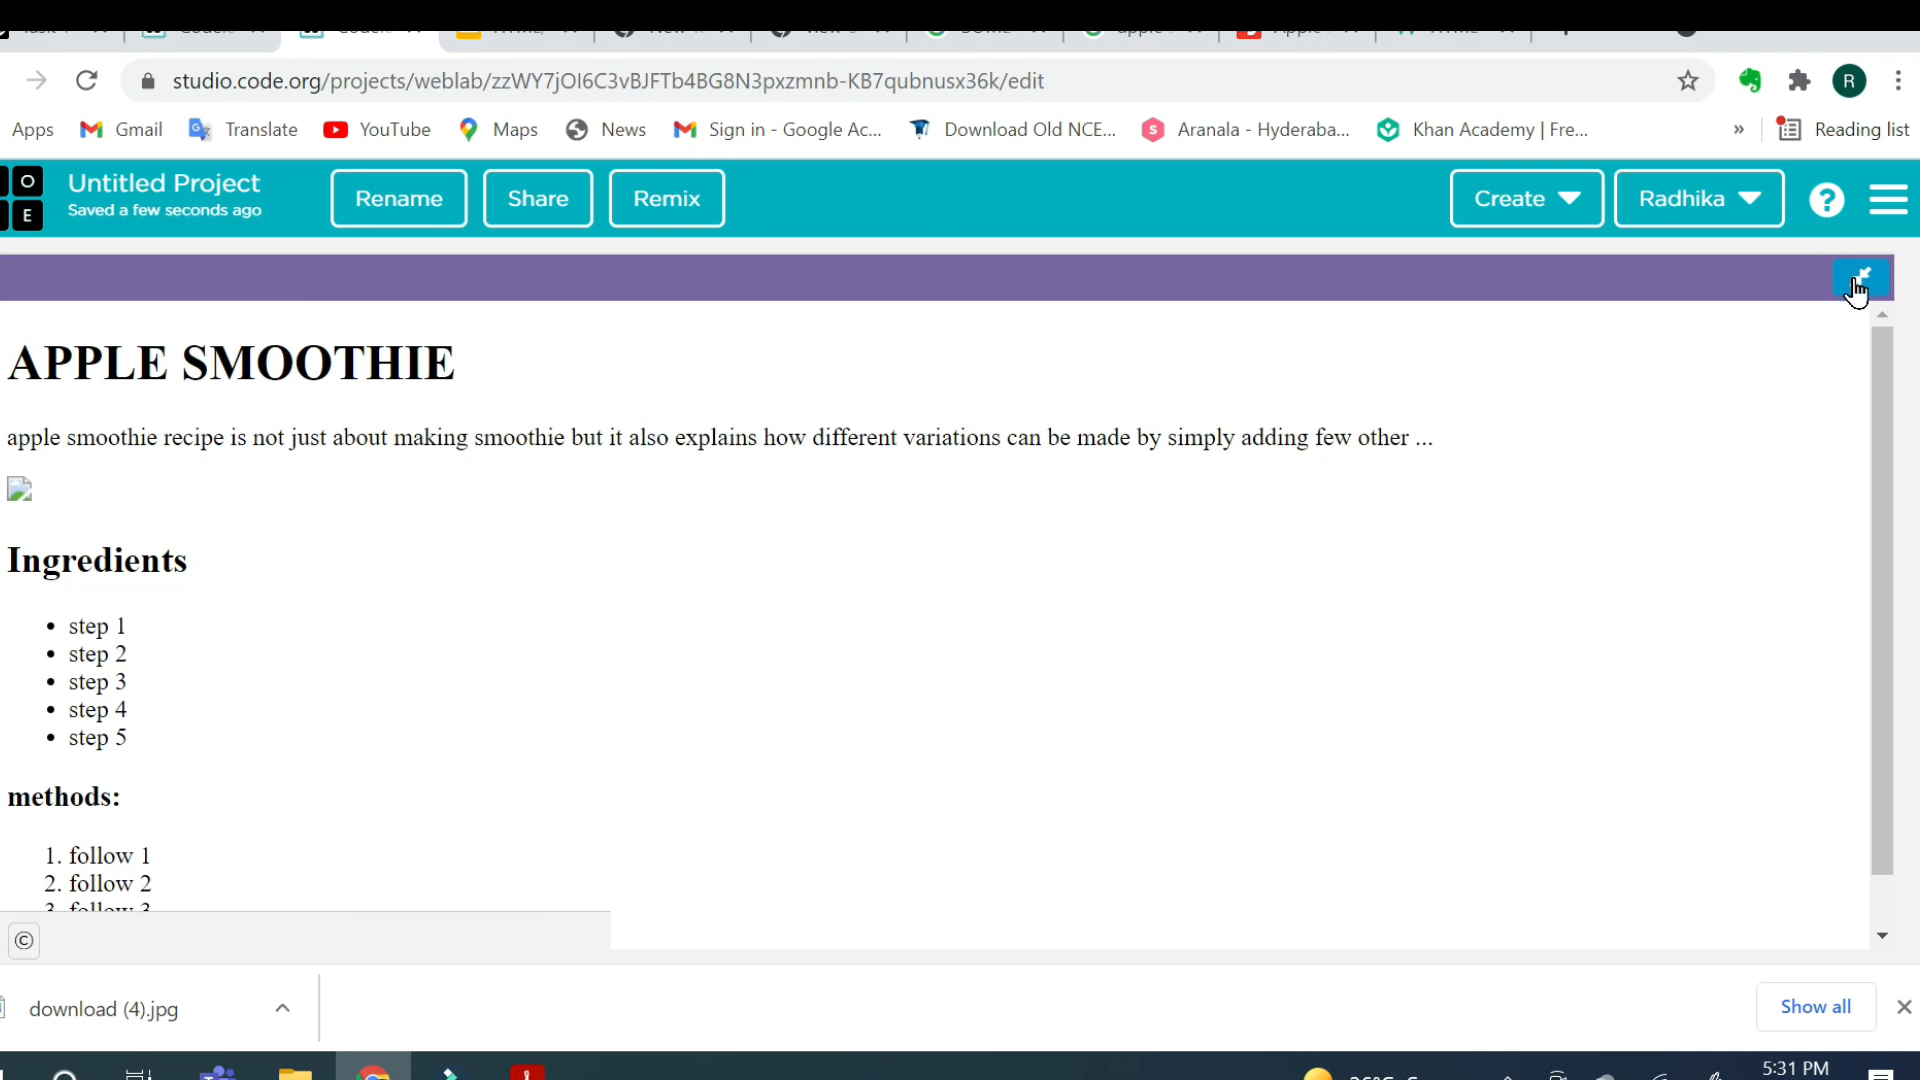 studio.code.org/projects/weblab/zzWY7jOI6C3vBJFTb4BG8N3pxzmnb-KB7qubnusx36k/edit
R
Apps Gmail Translate YouTube Maps News Sign in - Google Ac... Download Old NCE... Aranala - Hyderaba... Khan Academy | Fre... » Reading list
O
E
Untitled Project
Saved a few seconds ago
Rename Share Remix Create Radhika ?
APPLE SMOOTHIE
apple smoothie recipe is not just about making smoothie but it also explains how different variations can be made by simply adding few other ...
Ingredients
• step 1
• step 2
• step 3
• step 4
• step 5
methods:
1. follow 1
2. follow 2
3. follow 3
©
download (4).jpg
Show all
5:31 PM